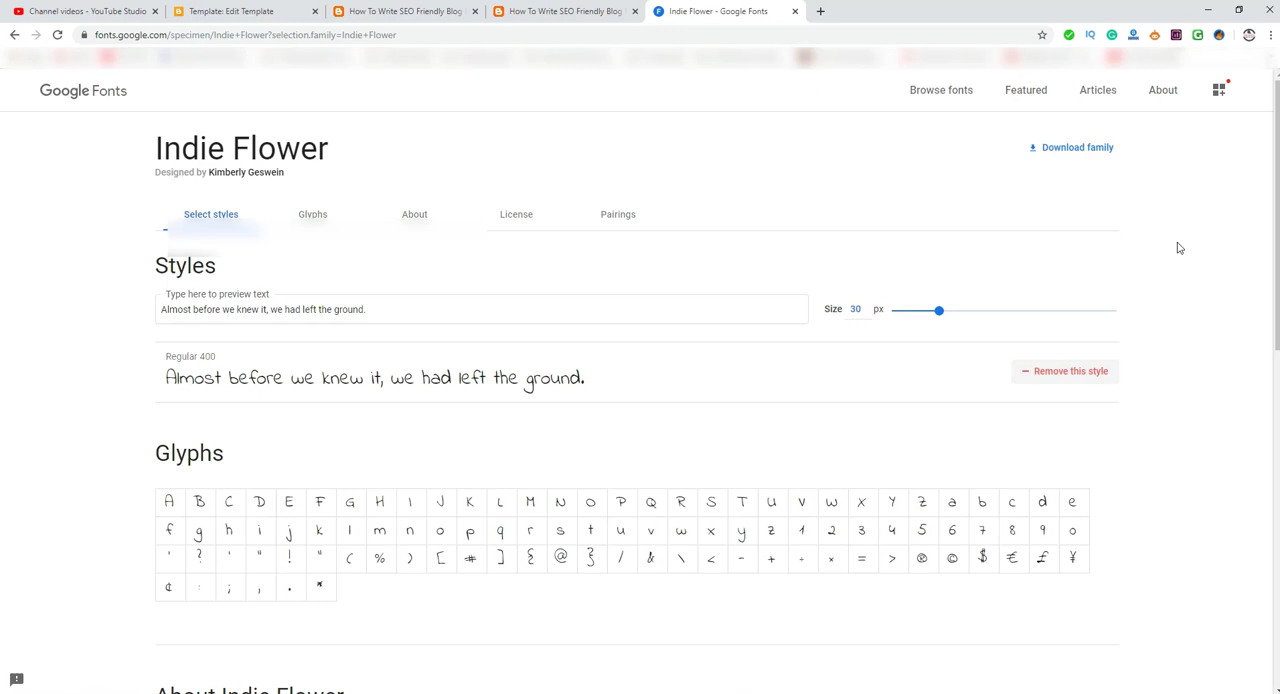 Channel videos - YouTube Studio
Template: Edit Template
How To Write SEO Friendly Blog
How To Write SEO Friendly Blog
Indie Flower - Google Fonts
fonts.google.com/specimen/Indie+Flower?selection.family=Indie+Flower
Google Fonts
Browse fonts
Featured
Articles
About
Indie Flower
Designed by Kimberly Geswein
Download family
Select styles
Glyphs
About
License
Pairings
Styles
Type here to preview text
Almost before we knew it, we had left the ground.
Size 30 px
Regular 400
Almost before we knew it, we had left the ground.
Remove this style
Glyphs
A B C D E F G H I J K L M N O P Q R S T U V W X Y Z a b c d e
f g h i j k l m n o p q r s t u v w x y z 1 2 3 4 5 6 7 8 9 0
' ? ' " ! " ( % ) [ # ] { @ } / & \ < - + ÷ × = > ® © $ € £ ¥
¢ : ; , . *
About Indie Flower